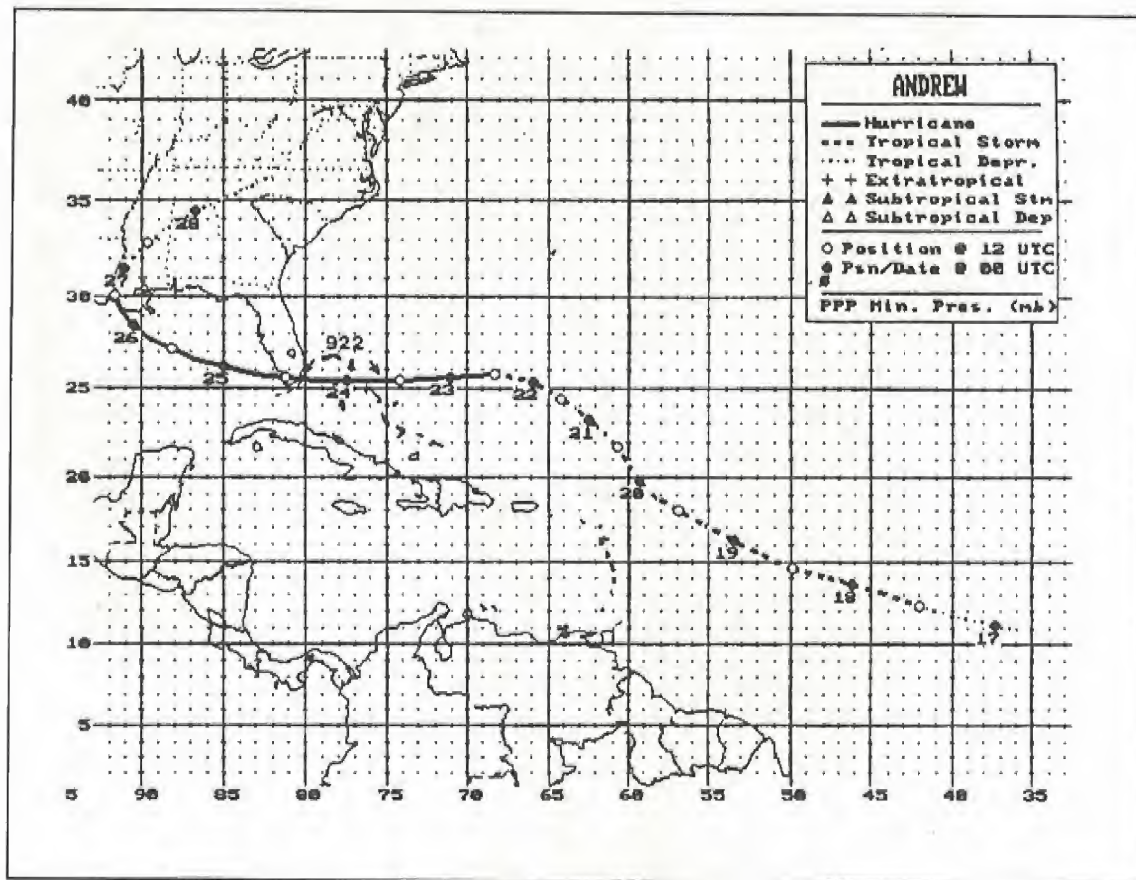 ANDREW
Hurricane
Tropical Storm
Tropical Depr.
+ + Extratropical
▲ ▲ Subtropical Stm
△ △ Subtropical Dep
○ Position @ 12 UTC
● Psn/Date @ 00 UTC
PPP Min. Pres. (mb)
40
35
28
27
30
26
922
25
25
24
23
22
21
20
20
19
15
18
17
10
5
5 90 85 80 75 70 65 60 55 50 45 40 35